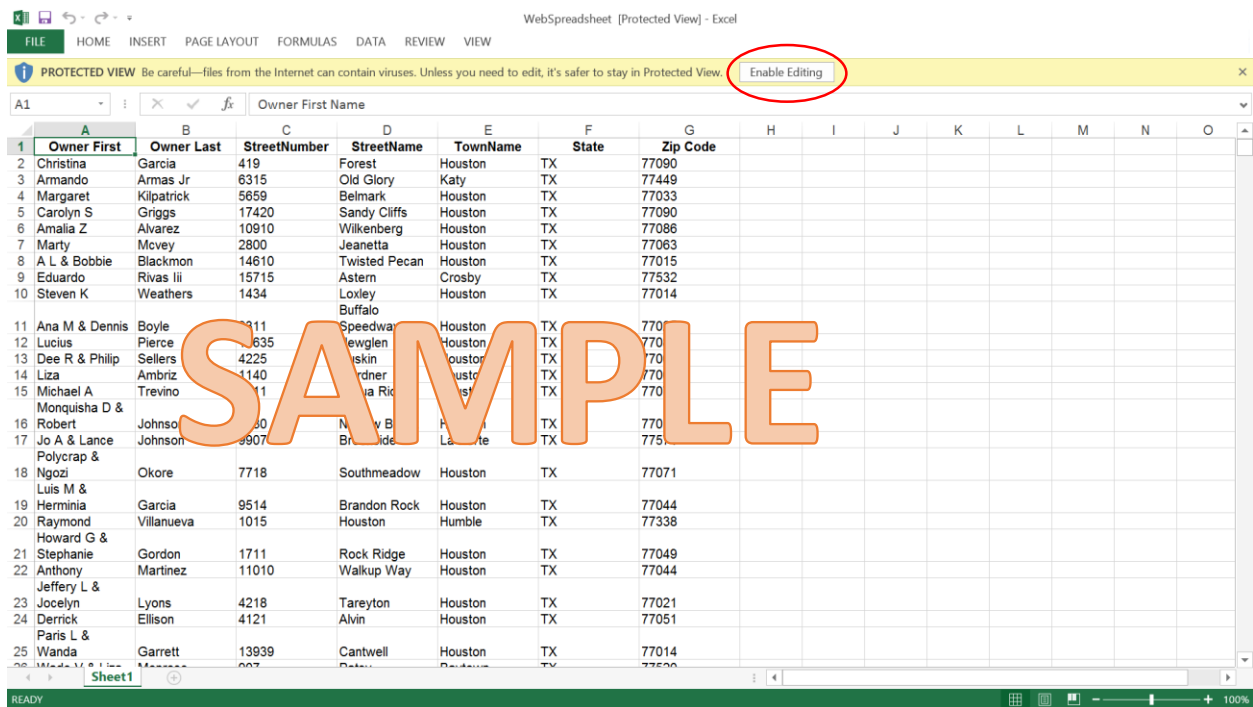 WebSpreadsheet [Protected View] - Excel
FILE HOME INSERT PAGE LAYOUT FORMULAS DATA REVIEW VIEW
PROTECTED VIEW Be careful—files from the Internet can contain viruses. Unless you need to edit, it's safer to stay in Protected View. Enable Editing
A1 fx Owner First Name
A B C D E F G H I J K L M N O
1 Owner First Owner Last StreetNumber StreetName TownName State Zip Code
2 Christina Garcia 419 Forest Houston TX 77090
3 Armando Armas Jr 6315 Old Glory Katy TX 77449
4 Margaret Kilpatrick 5659 Belmark Houston TX 77033
5 Carolyn S Griggs 17420 Sandy Cliffs Houston TX 77090
6 Amalia Z Alvarez 10910 Wilkenberg Houston TX 77086
7 Marty Mcvey 2800 Jeanetta Houston TX 77063
8 A L & Bobbie Blackmon 14610 Twisted Pecan Houston TX 77015
9 Eduardo Rivas Iii 15715 Astern Crosby TX 77532
10 Steven K Weathers 1434 Loxley Houston TX 77014
Buffalo
11 Ana M & Dennis Boyle Speedway Houston TX
12 Lucius Pierce Houston TX
13 Dee R & Philip Sellers 4225 Houston TX
14 Liza Ambriz 1140 TX
15 Michael A Trevino TX
SAMPLE
Monquisha D &
16 Robert Johnson TX
17 Jo A & Lance Johnson 9907 TX
Polycrap &
18 Ngozi Okore 7718 Southmeadow Houston TX 77071
Luis M &
19 Herminia Garcia 9514 Brandon Rock Houston TX 77044
20 Raymond Villanueva 1015 Houston Humble TX 77338
Howard G &
21 Stephanie Gordon 1711 Rock Ridge Houston TX 77049
22 Anthony Martinez 11010 Walkup Way Houston TX 77044
Jeffery L &
23 Jocelyn Lyons 4218 Tareyton Houston TX 77021
24 Derrick Ellison 4121 Alvin Houston TX 77051
Paris L &
25 Wanda Garrett 13939 Cantwell Houston TX 77014
Sheet1
READY 100%